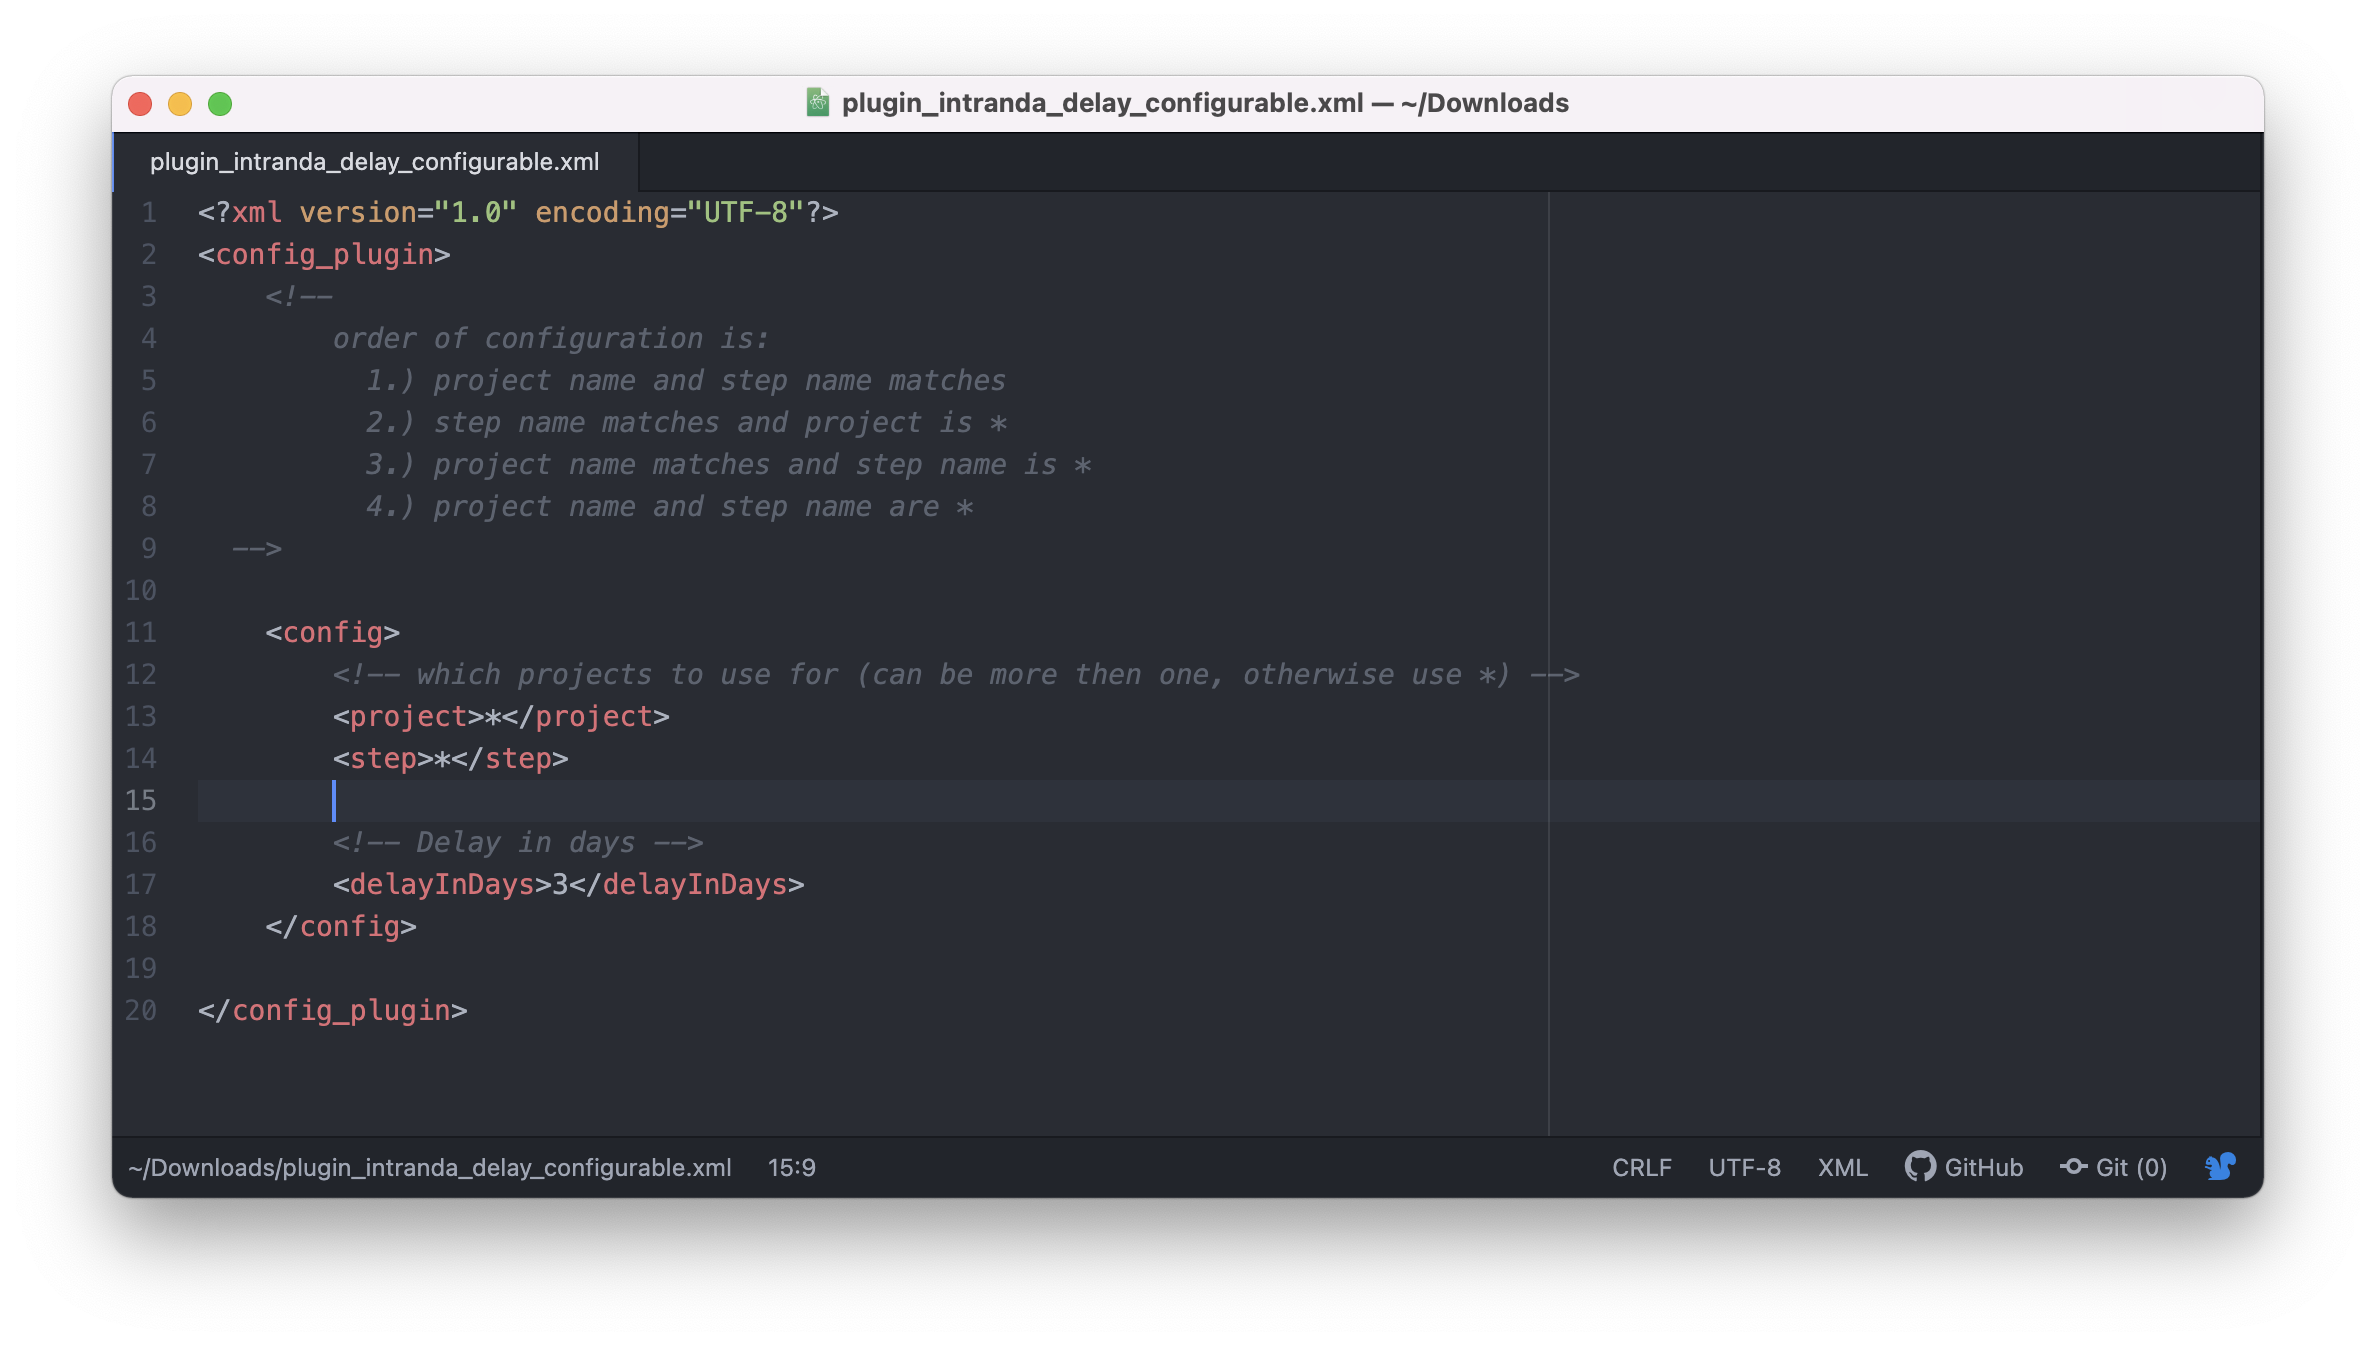 plugin_intranda_delay_configurable.xml — ~/Downloads
plugin_intranda_delay_configurable.xml
1 <?xml version="1.0" encoding="UTF-8"?>
2 <config_plugin>
3     <!--
4         order of configuration is:
5           1.) project name and step name matches
6           2.) step name matches and project is *
7           3.) project name matches and step name is *
8           4.) project name and step name are *
9   -->
10
11     <config>
12         <!-- which projects to use for (can be more then one, otherwise use *) -->
13         <project>*</project>
14         <step>*</step>
15
16         <!-- Delay in days -->
17         <delayInDays>3</delayInDays>
18     </config>
19
20 </config_plugin>
~/Downloads/plugin_intranda_delay_configurable.xml 15:9 CRLF UTF-8 XML GitHub Git (0)